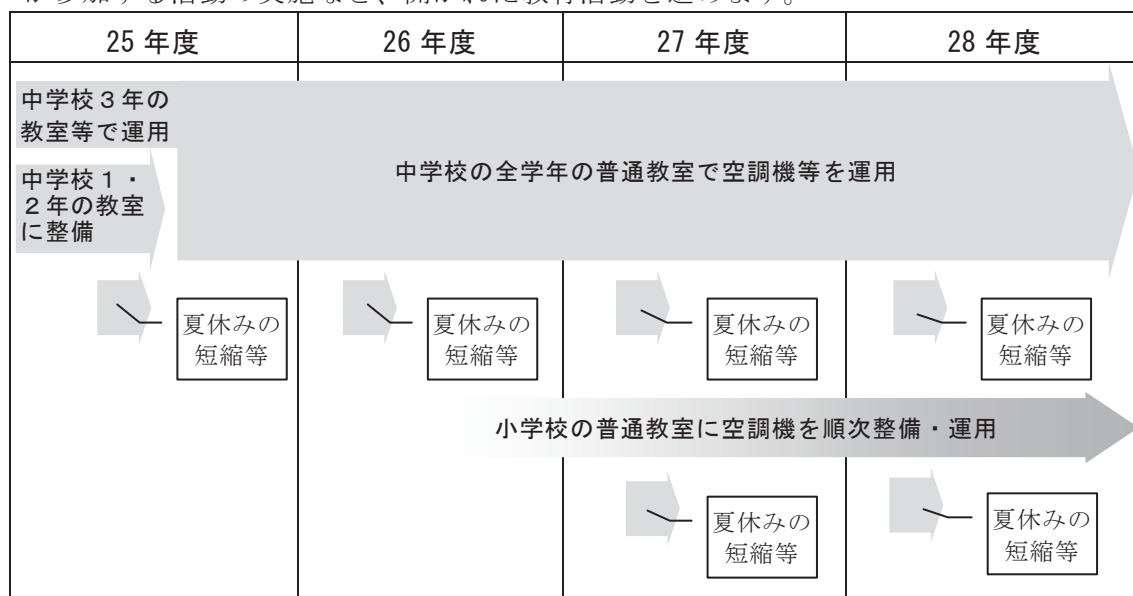 25 年度
26 年度
27 年度
28 年度
中学校３年の
教室等で運用
中学校１・
２年の教室
に整備
中学校の全学年の普通教室で空調機等を運用
夏休みの
短縮等
夏休みの
短縮等
夏休みの
短縮等
夏休みの
短縮等
小学校の普通教室に空調機を順次整備・運用
夏休みの
短縮等
夏休みの
短縮等